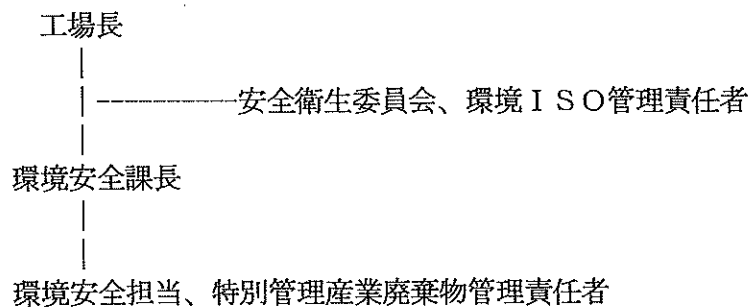 工場長
安全衛生委員会、環境ＩＳＯ管理責任者
環境安全課長
環境安全担当、特別管理産業廃棄物管理責任者